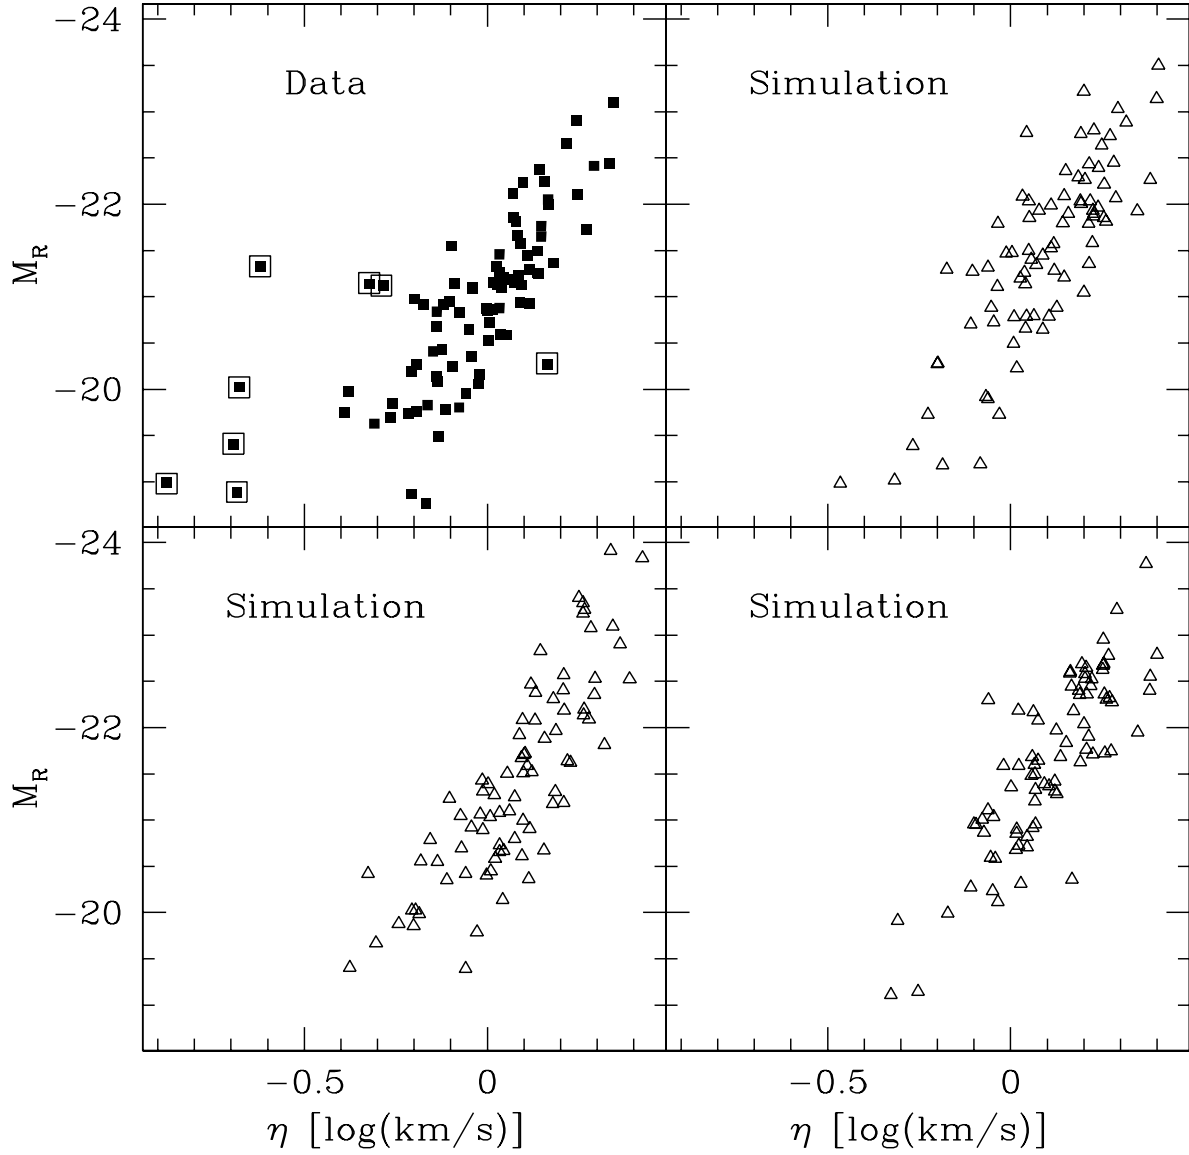 −24
Data
Simulation
−22
M_R
−20
−24
Simulation
Simulation
−22
M_R
−20
−0.5 0 −0.5 0
η [log(km/s)] η [log(km/s)]